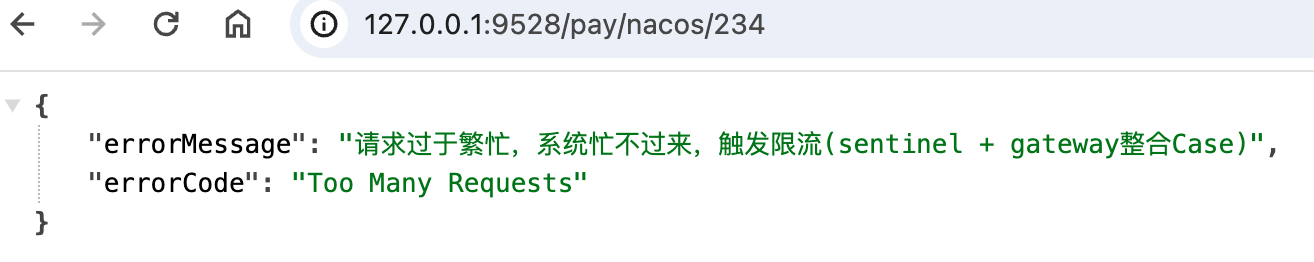 127.0.0.1:9528/pay/nacos/234
{
"errorMessage": "请求过于繁忙，系统忙不过来，触发限流(sentinel + gateway整合Case)",
"errorCode": "Too Many Requests"
}